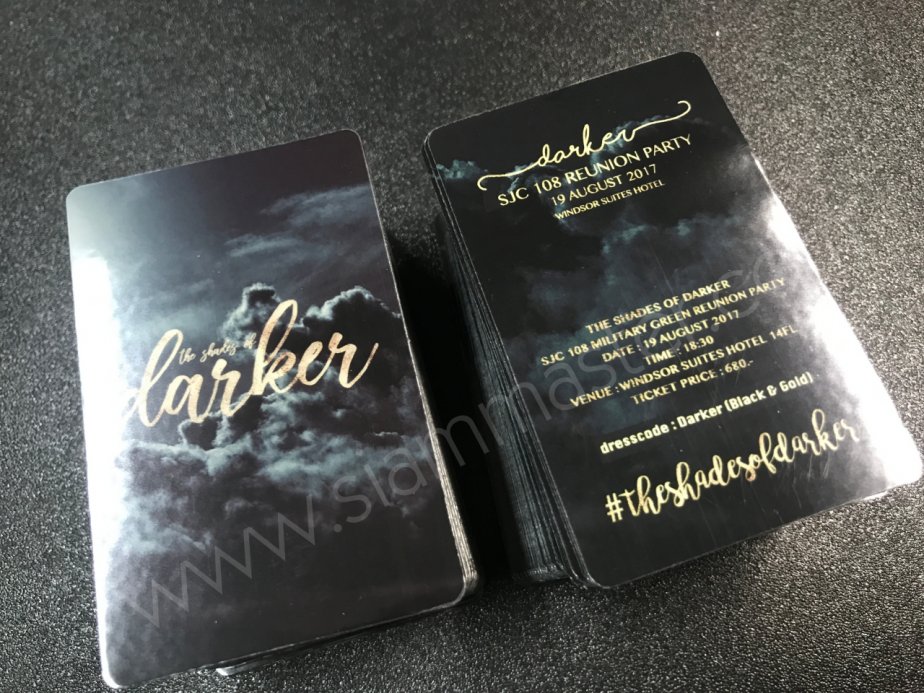 the shades of
darker
darker
SJC 108 REUNION PARTY
19 AUGUST 2017
WINDSOR SUITES HOTEL
THE SHADES OF DARKER
SJC 108 MILITARY GREEN REUNION PARTY
DATE : 19 AUGUST 2017
TIME : 18:30
VENUE : WINDSOR SUITES HOTEL 14FL
TICKET PRICE : 680.-
dresscode : Darker (Black & Gold)
#theshadesofdarker